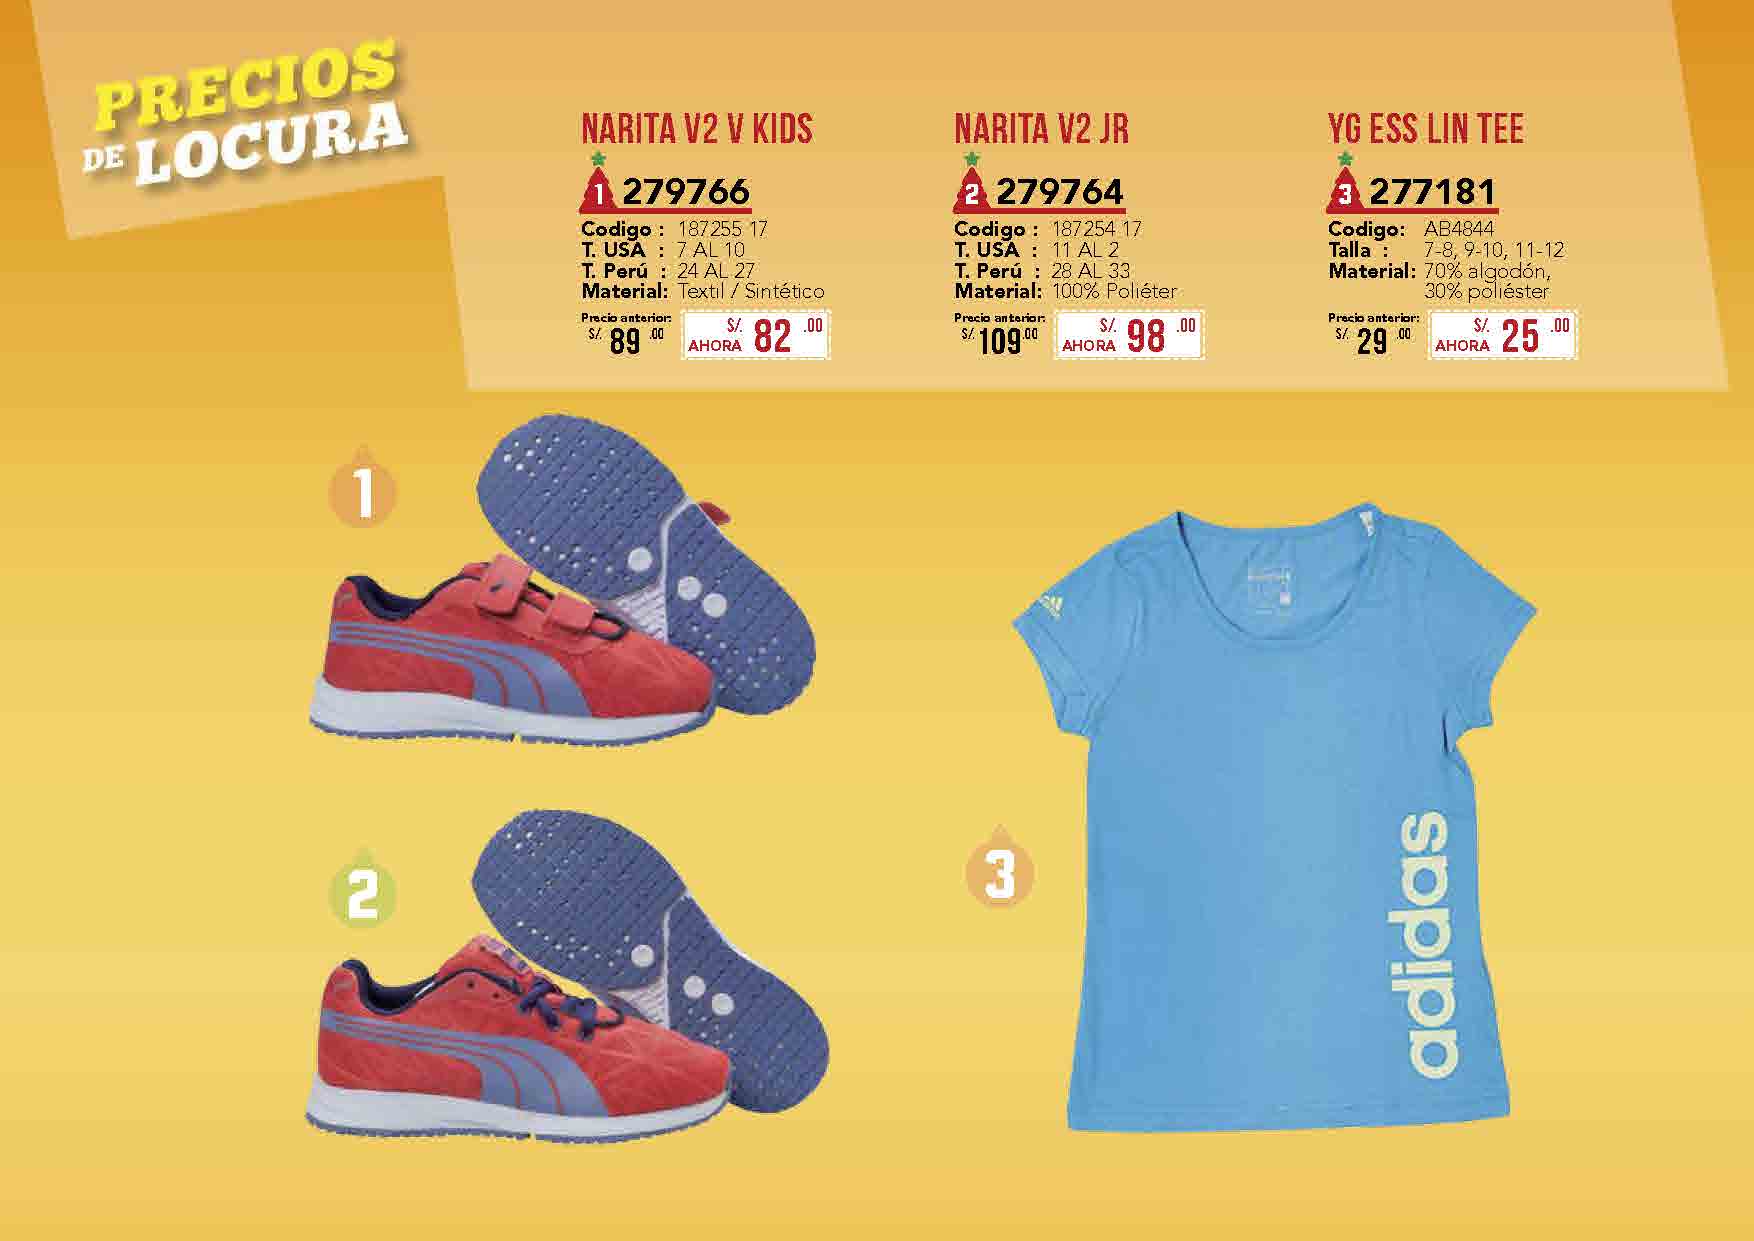 PRECIOS
DE LOCURA
NARITA V2 V KIDS
1 279766
Codigo : 187255 17
T. USA : 7 AL 10
T. Perú : 24 AL 27
Material: Textil / Sintético
Precio anterior:
S/. 89 .00
S/.
AHORA 82 .00
NARITA V2 JR
2 279764
Codigo : 187254 17
T. USA : 11 AL 2
T. Perú : 28 AL 33
Material: 100% Poliéter
Precio anterior:
S/. 109.00
S/.
AHORA 98 .00
YG ESS LIN TEE
3 277181
Codigo: AB4844
Talla : 7-8, 9-10, 11-12
Material: 70% algodón,
30% poliéster
Precio anterior:
S/. 29 .00
S/.
AHORA 25 .00
1
2
3
adidas